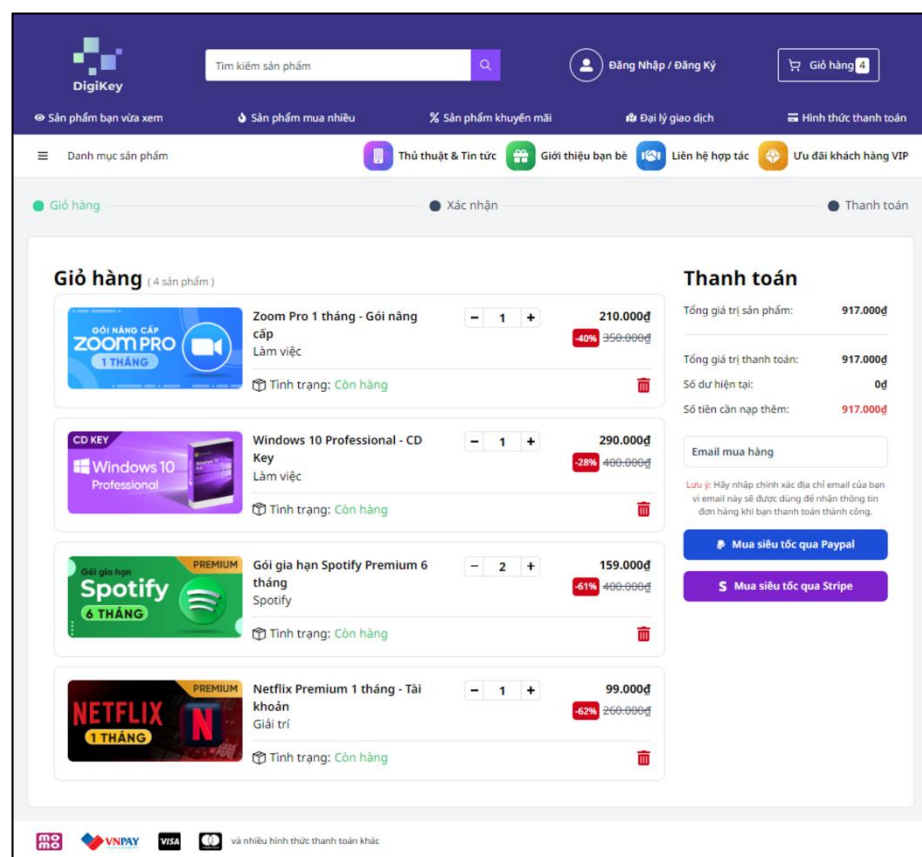 DigiKey
Tìm kiếm sản phẩm
Đăng Nhập / Đăng Ký
Giỏ hàng 4
Sản phẩm bạn vừa xem
Sản phẩm mua nhiều
Sản phẩm khuyến mãi
Đại lý giao dịch
Hình thức thanh toán
Danh mục sản phẩm
Thủ thuật & Tin tức
Giới thiệu bạn bè
Liên hệ hợp tác
Ưu đãi khách hàng VIP
Giỏ hàng
Xác nhận
Thanh toán
Giỏ hàng ( 4 sản phẩm )
GÓI NÂNG CẤP
ZOOM PRO
1 THÁNG
Zoom Pro 1 tháng - Gói nâng
cấp
Làm việc
- 1 +
210.000₫
-40% 350.000₫
Tình trạng: Còn hàng
CD KEY
Windows 10
Professional
Windows 10 Professional - CD
Key
Làm việc
- 1 +
290.000₫
-28% 400.000₫
Tình trạng: Còn hàng
PREMIUM
Gói gia hạn
Spotify
6 THÁNG
Gói gia hạn Spotify Premium 6
tháng
Spotify
- 2 +
159.000₫
-61% 400.000₫
Tình trạng: Còn hàng
PREMIUM
NETFLIX
1 THÁNG
N
Netflix Premium 1 tháng - Tài
khoản
Giải trí
- 1 +
99.000₫
-62% 260.000₫
Tình trạng: Còn hàng
Thanh toán
Tổng giá trị sản phẩm: 917.000₫
Tổng giá trị thanh toán: 917.000₫
Số dư hiện tại: 0₫
Số tiền cần nạp thêm: 917.000₫
Email mua hàng
Lưu ý: Hãy nhập chính xác địa chỉ email của bạn
vì email này sẽ được dùng để nhận thông tin
đơn hàng khi bạn thanh toán thành công.
Mua siêu tốc qua Paypal
S Mua siêu tốc qua Stripe
mo
mo
VNPAY
VISA
và nhiều hình thức thanh toán khác